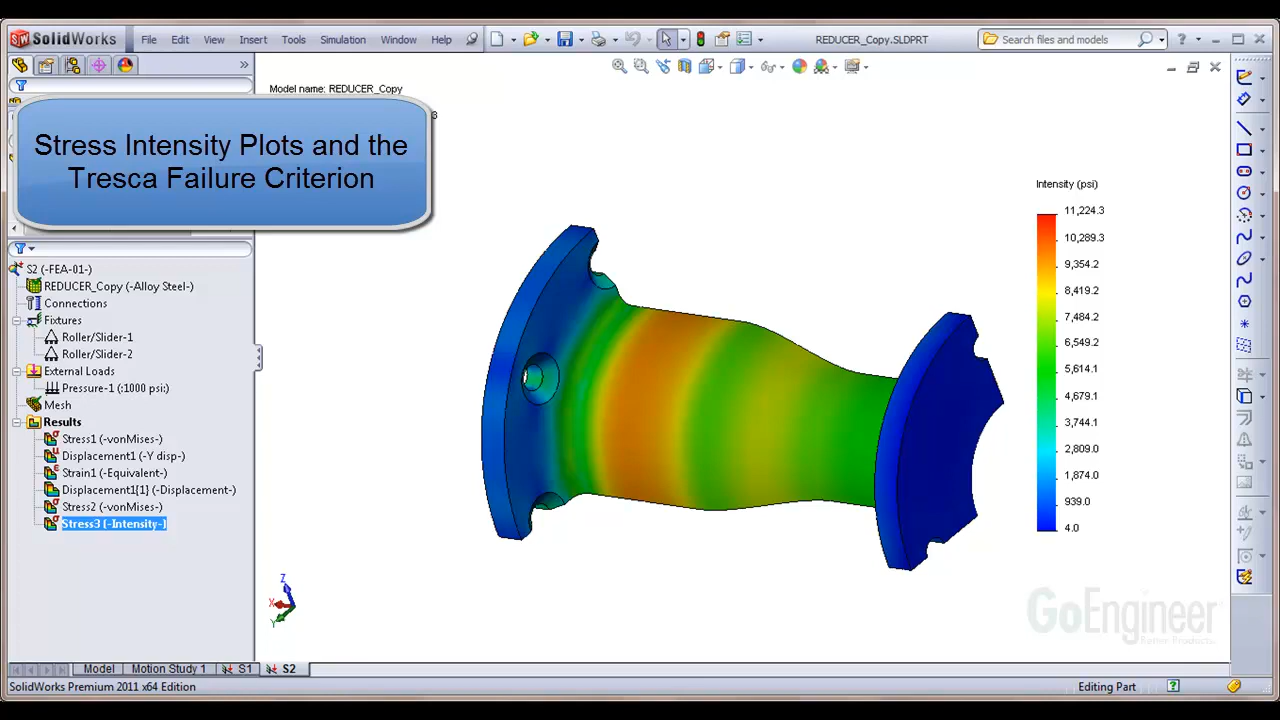 SolidWorks
File Edit View Insert Tools Simulation Window Help
REDUCER_Copy.SLDPRT
Search files and models
Model name: REDUCER_Copy
3
Stress Intensity Plots and the
Tresca Failure Criterion
S2 (-FEA-01-)
REDUCER_Copy (-Alloy Steel-)
Connections
Fixtures
Roller/Slider-1
Roller/Slider-2
External Loads
Pressure-1 (:1000 psi:)
Mesh
Results
Stress1 (-vonMises-)
Displacement1 (-Y disp-)
Strain1 (-Equivalent-)
Displacement1[1] (-Displacement-)
Stress2 (-vonMises-)
Stress3 (-Intensity-)
Intensity (psi)
11,224.3
10,289.3
9,354.2
8,419.2
7,484.2
6,549.2
5,614.1
4,679.1
3,744.1
2,809.0
1,874.0
939.0
4.0
Z
X
Y
GoEngineer
Better Products.
Model Motion Study 1 S1 S2
SolidWorks Premium 2011 x64 Edition
Editing Part